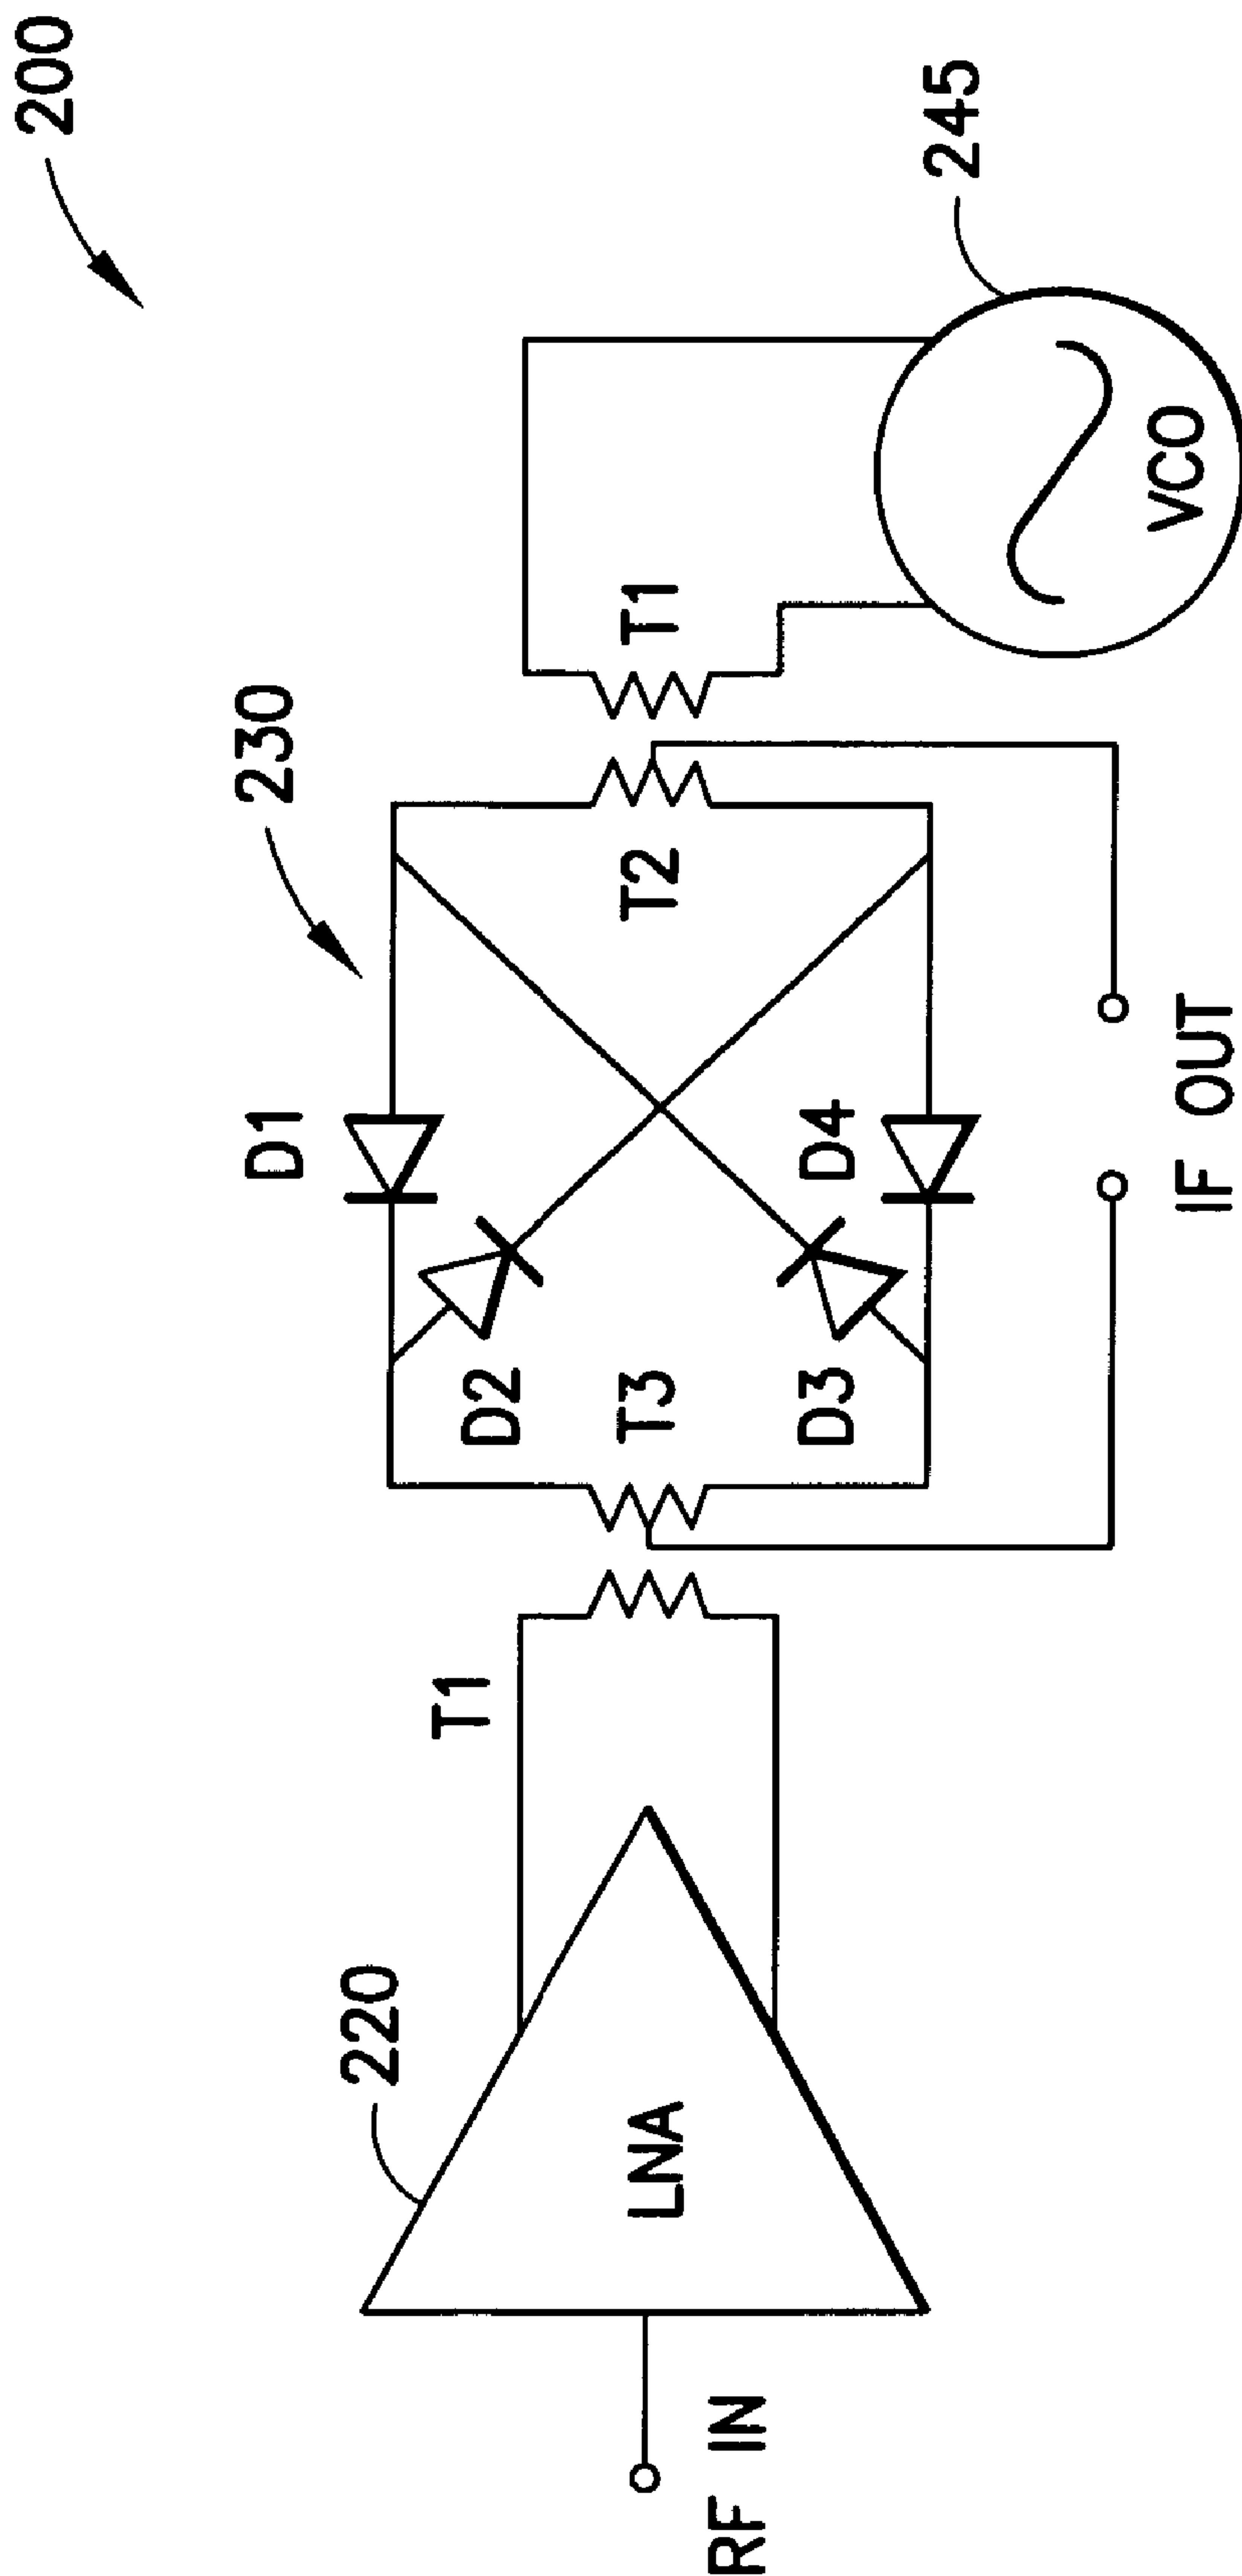 200
230
245
220
D1
T1
T1
D2
T3
T2
D3
D4
LNA
VCO
RF IN
IF OUT